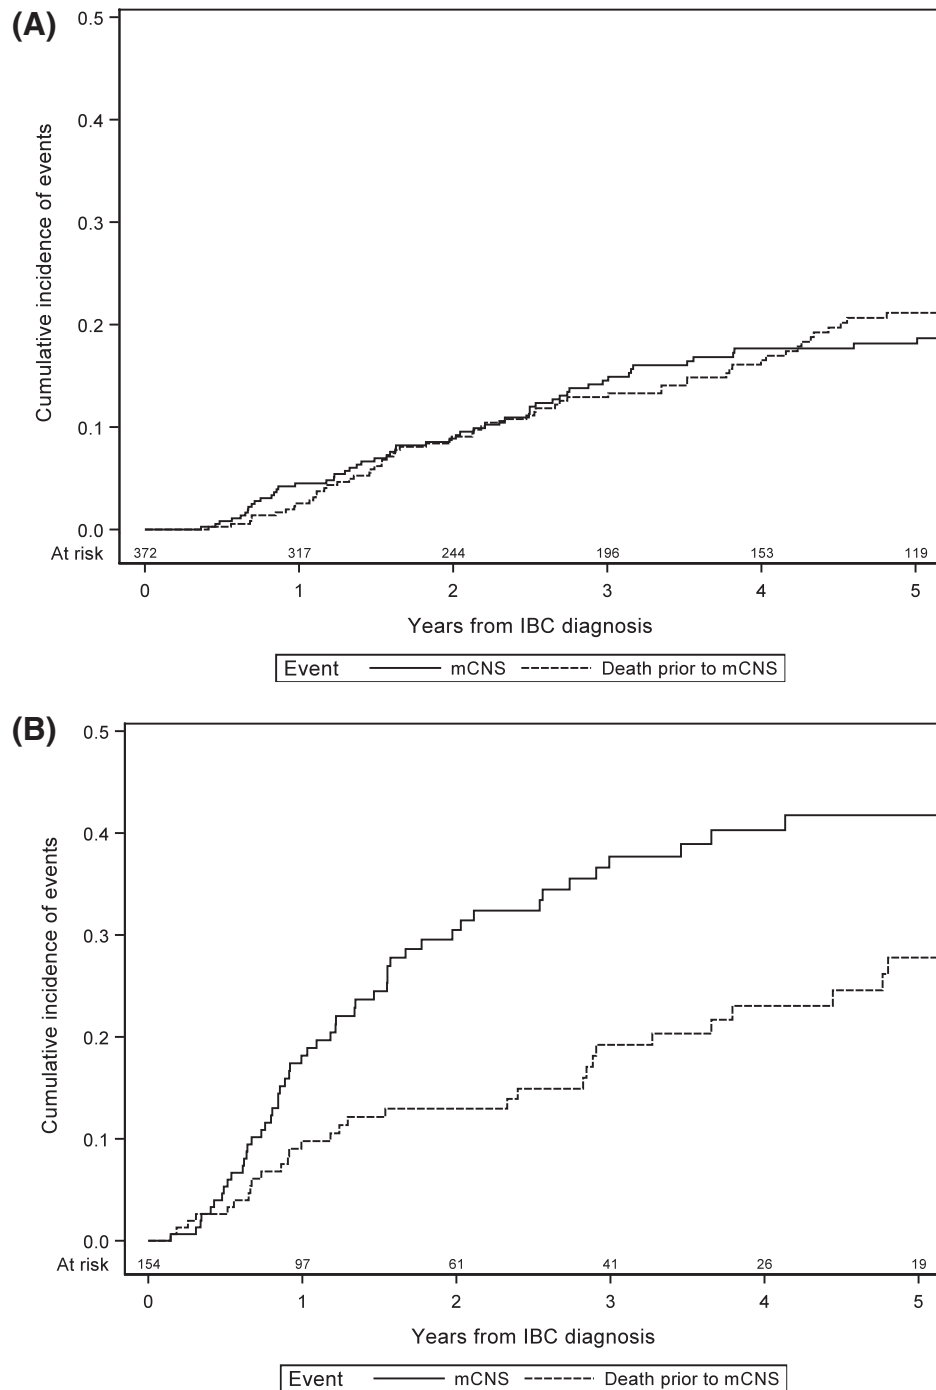 (A)
Cumulative incidence of events
0.5
0.4
0.3
0.2
0.1
0.0
At risk 372 317 244 196 153 119
0 1 2 3 4 5
Years from IBC diagnosis
Event mCNS Death prior to mCNS
(B)
Cumulative incidence of events
0.5
0.4
0.3
0.2
0.1
0.0
At risk 154 97 61 41 26 19
0 1 2 3 4 5
Years from IBC diagnosis
Event mCNS Death prior to mCNS